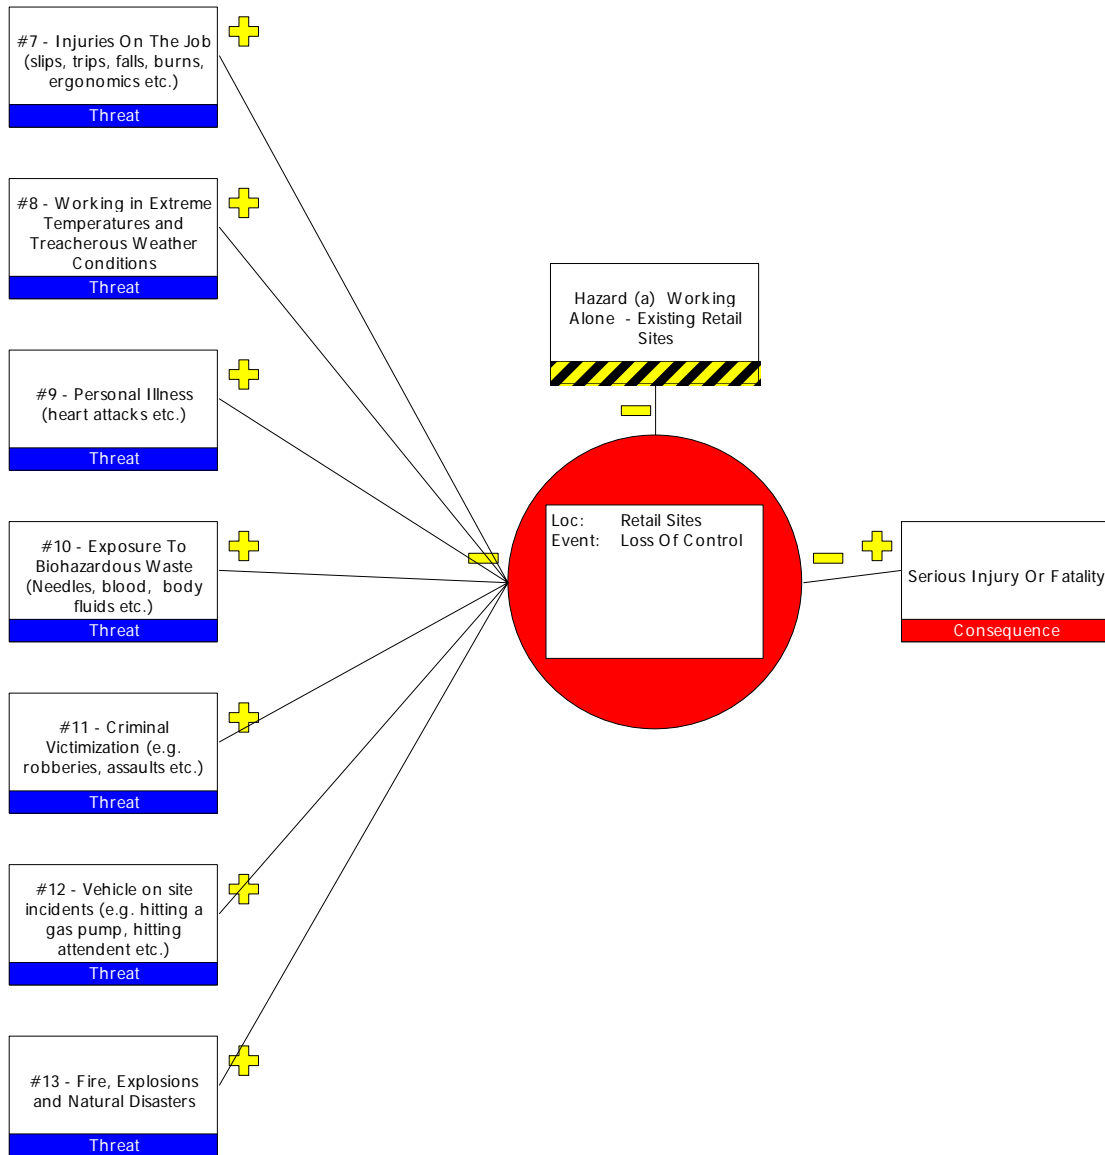 #7 - Injuries On The Job
(slips, trips, falls, burns,
ergonomics etc.)
Threat
#8 - Working in Extreme
Temperatures and
Treacherous Weather
Conditions
Threat
#9 - Personal Illness
(heart attacks etc.)
Threat
#10 - Exposure To
Biohazardous Waste
(Needles, blood, body
fluids etc.)
Threat
#11 - Criminal
Victimization (e.g.
robberies, assaults etc.)
Threat
#12 - Vehicle on site
incidents (e.g. hitting a
gas pump, hitting
attendent etc.)
Threat
#13 - Fire, Explosions
and Natural Disasters
Threat
Hazard (a) Working
Alone - Existing Retail
Sites
Loc: Retail Sites
Event: Loss Of Control
Serious Injury Or Fatality
Consequence